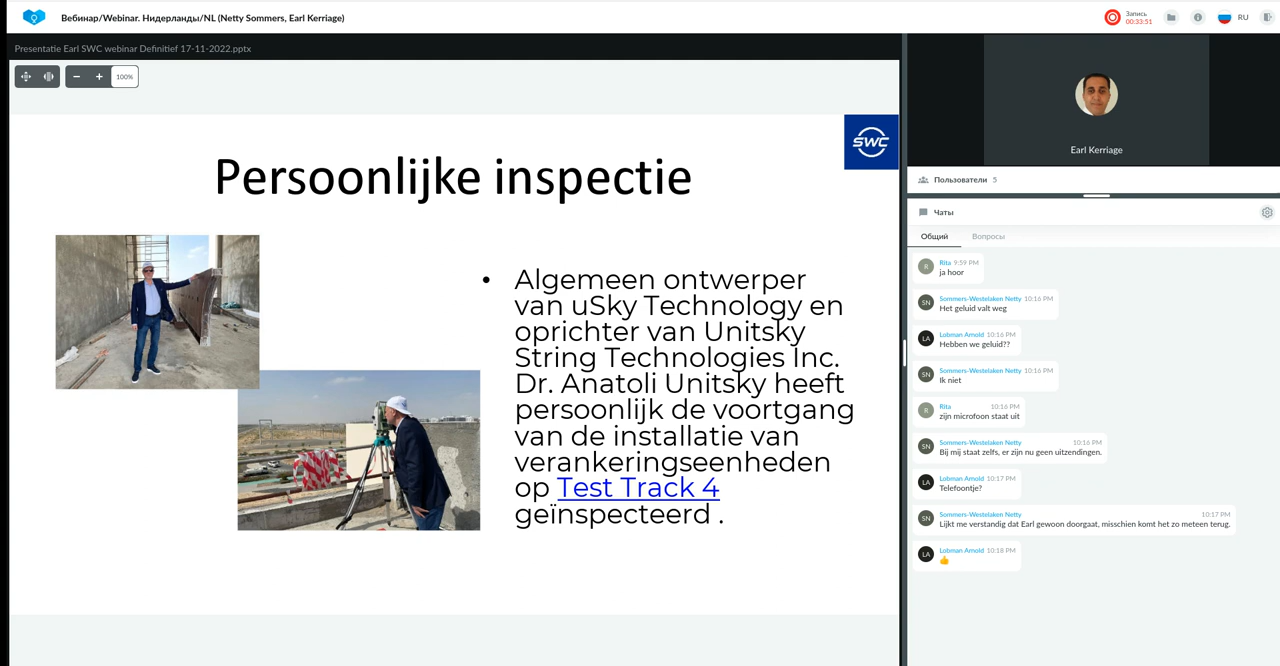 Вебинар/Webinar. Нидерланды/NL (Netty Sommers, Earl Kerriage)
Запись
00:33:51
RU
Presentatie Earl SWC webinar Definitief 17-11-2022.pptx
100%
SWC
Persoonlijke inspectie
• Algemeen ontwerper
van uSky Technology en
oprichter van Unitsky
String Technologies Inc.
Dr. Anatoli Unitsky heeft
persoonlijk de voortgang
van de installatie van
verankeringseenheden
op Test Track 4
geïnspecteerd .
Earl Kerriage
Пользователи 5
Чаты
Общий Вопросы
R
Rita 9:59 PM
ja hoor
SN
Sommers-Westelaken Netty 10:16 PM
Het geluid valt weg
LA
Lobman Arnold 10:16 PM
Hebben we geluid??
SN
Sommers-Westelaken Netty 10:16 PM
Ik niet
R
Rita 10:16 PM
zijn microfoon staat uit
SN
Sommers-Westelaken Netty 10:16 PM
Bij mij staat zelfs, er zijn nu geen uitzendingen.
LA
Lobman Arnold 10:17 PM
Telefoontje?
SN
Sommers-Westelaken Netty 10:17 PM
Lijkt me verstandig dat Earl gewoon doorgaat, misschien komt het zo meteen terug.
LA
Lobman Arnold 10:18 PM
👍